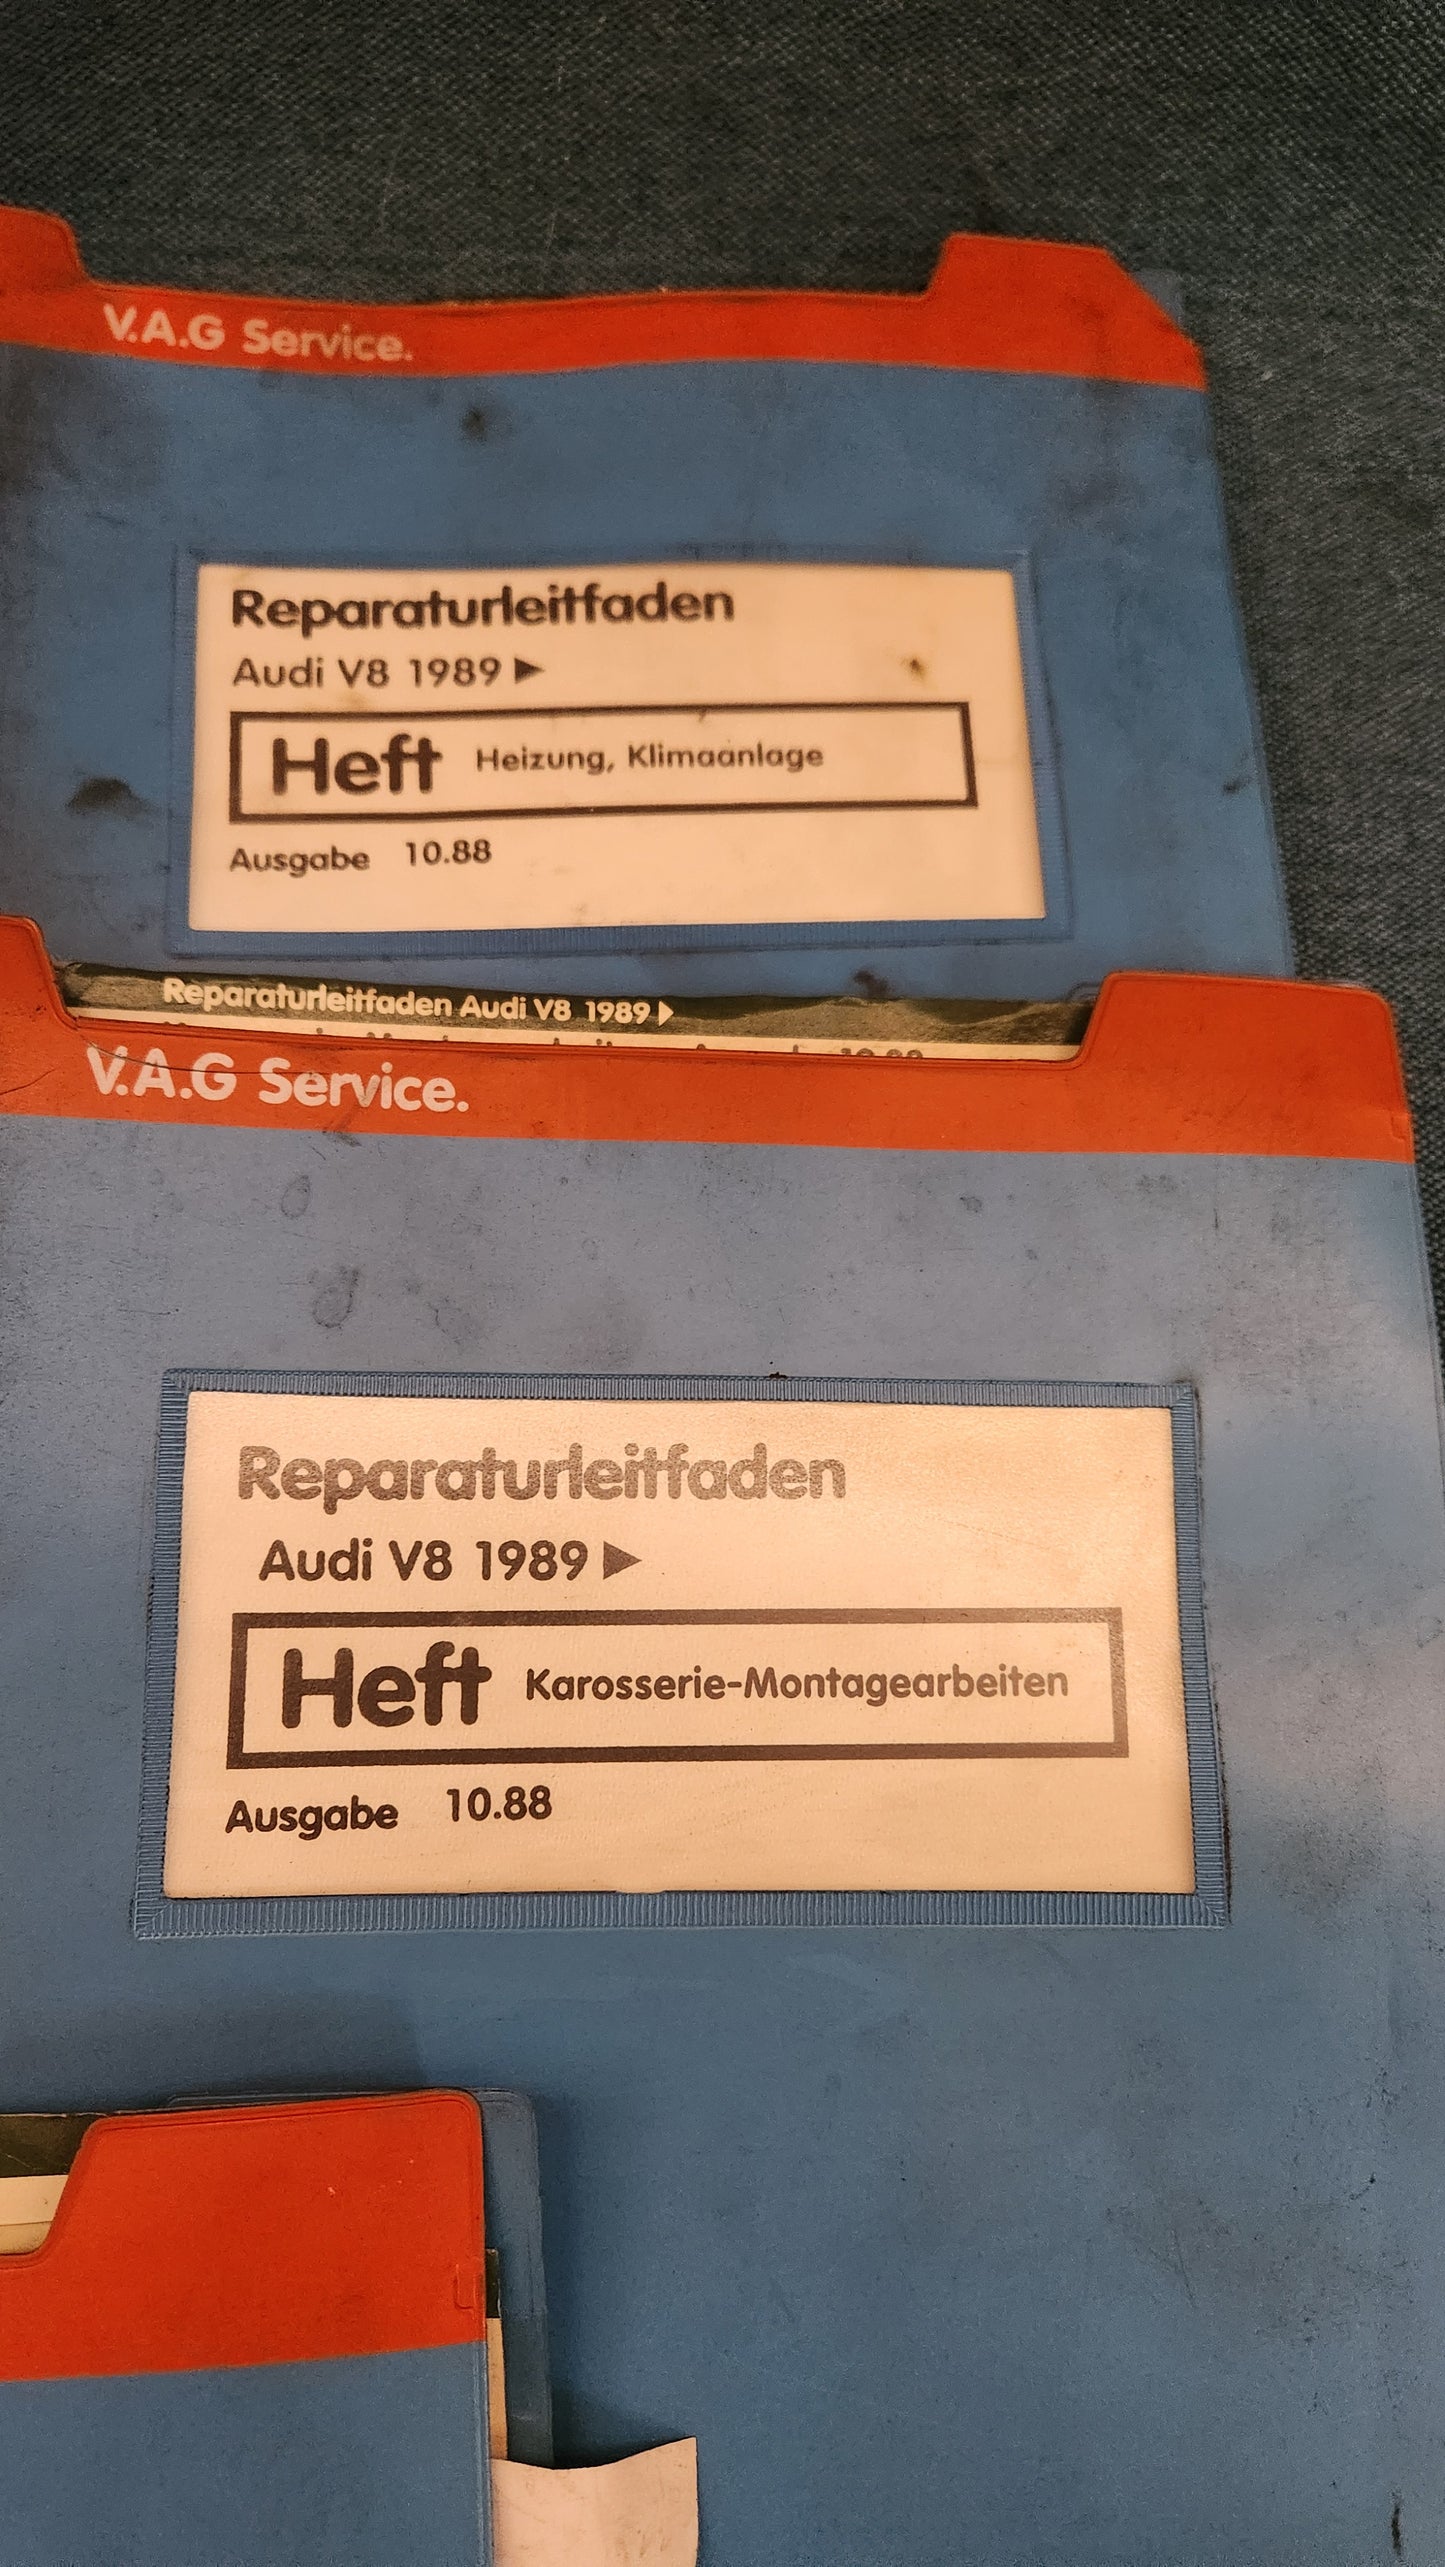 V.A.G Service.
Reparaturleitfaden
Audi V8 1989 ►
Heft Heizung, Klimaanlage
Ausgabe 10.88
Reparaturleitfaden Audi V8 1989 ►
V.A.G Service.
Reparaturleitfaden
Audi V8 1989 ►
Heft Karosserie-Montagearbeiten
Ausgabe 10.88